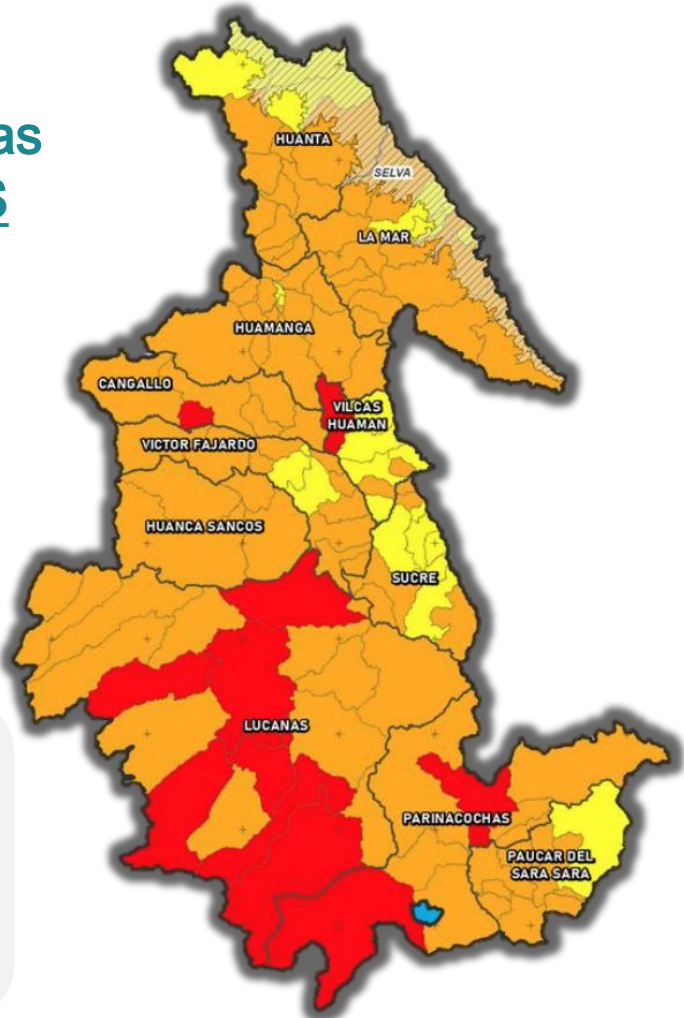 as
S
HUANTA
SELVA
LA MAR
HUAMANGA
CANGALLO
VILCAS
HUAMAN
VICTOR FAJARDO
HUANCA SANCOS
SUCRE
LUCANAS
PARINACOCHAS
PAUCAR DEL
SARA SARA